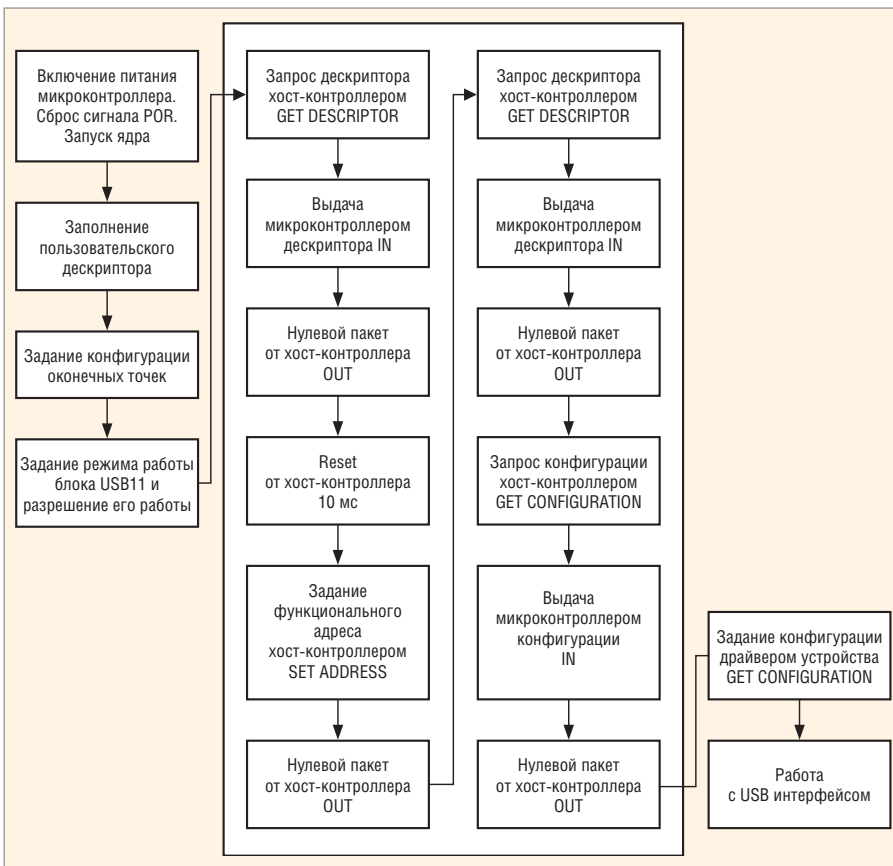 Включение питания
микроконтроллера.
Сброс сигнала POR.
Запуск ядра
Заполнение
пользовательского
дескриптора
Задание конфигурации
оконечных точек
Задание режима работы
блока USB11 и
разрешение его работы
Запрос дескриптора
хост-контроллером
GET DESCRIPTOR
Выдача
микроконтроллером
дескриптора IN
Нулевой пакет
от хост-контроллера
OUT
Reset
от хост-контроллера
10 мс
Задание
функционального
адреса
хост-контроллером
SET ADDRESS
Нулевой пакет
от хост-контроллера
OUT
Запрос дескриптора
хост-контроллером
GET DESCRIPTOR
Выдача
микроконтроллером
дескриптора IN
Нулевой пакет
от хост-контроллера
OUT
Запрос конфигурации
хост-контроллером
GET CONFIGURATION
Выдача
микроконтроллером
конфигурации
IN
Нулевой пакет
от хост-контроллера
OUT
Задание конфигурации
драйвером устройства
GET CONFIGURATION
Работа
с USB интерфейсом